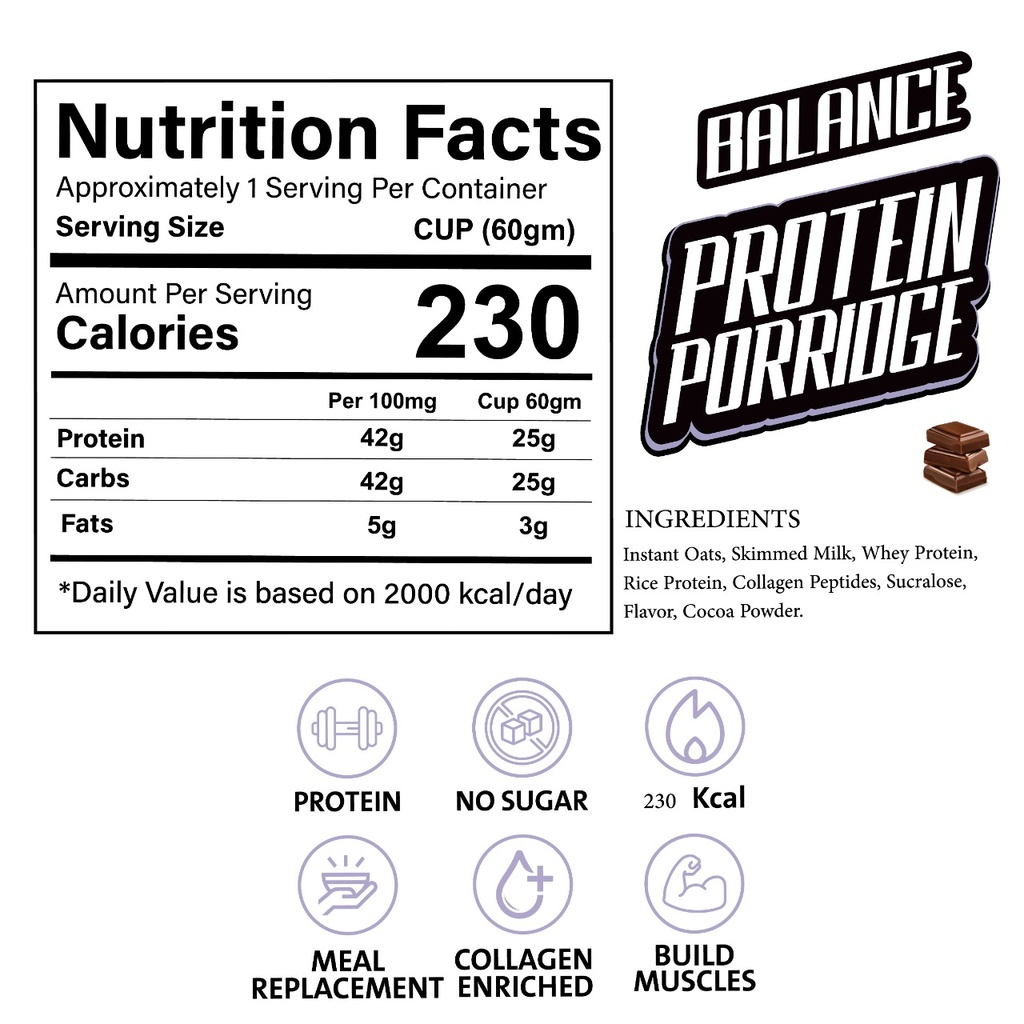 Nutrition Facts
Approximately 1 Serving Per Container
Serving Size CUP (60gm)
Amount Per Serving
Calories 230
Per 100mg Cup 60gm
Protein 42g 25g
Carbs 42g 25g
Fats 5g 3g
*Daily Value is based on 2000 kcal/day
BALANCE
PROTEIN
PORRIDGE
INGREDIENTS
Instant Oats, Skimmed Milk, Whey Protein,
Rice Protein, Collagen Peptides, Sucralose,
Flavor, Cocoa Powder.
PROTEIN
NO SUGAR
230 Kcal
MEAL
REPLACEMENT
COLLAGEN
ENRICHED
BUILD
MUSCLES